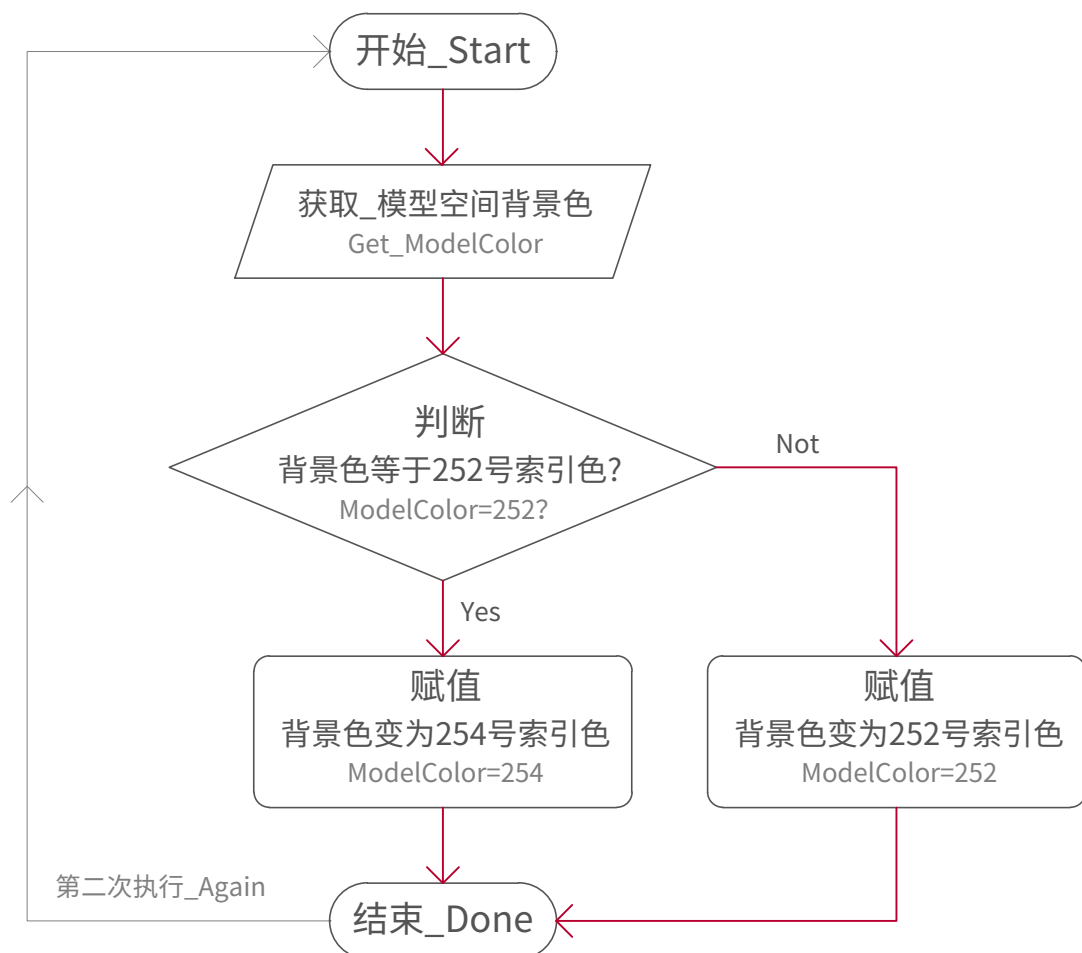 开始_Start
获取_模型空间背景色
Get_ModelColor
判断
背景色等于252号索引色?
ModelColor=252?
Not
Yes
赋值
背景色变为254号索引色
ModelColor=254
赋值
背景色变为252号索引色
ModelColor=252
第二次执行_Again
结束_Done